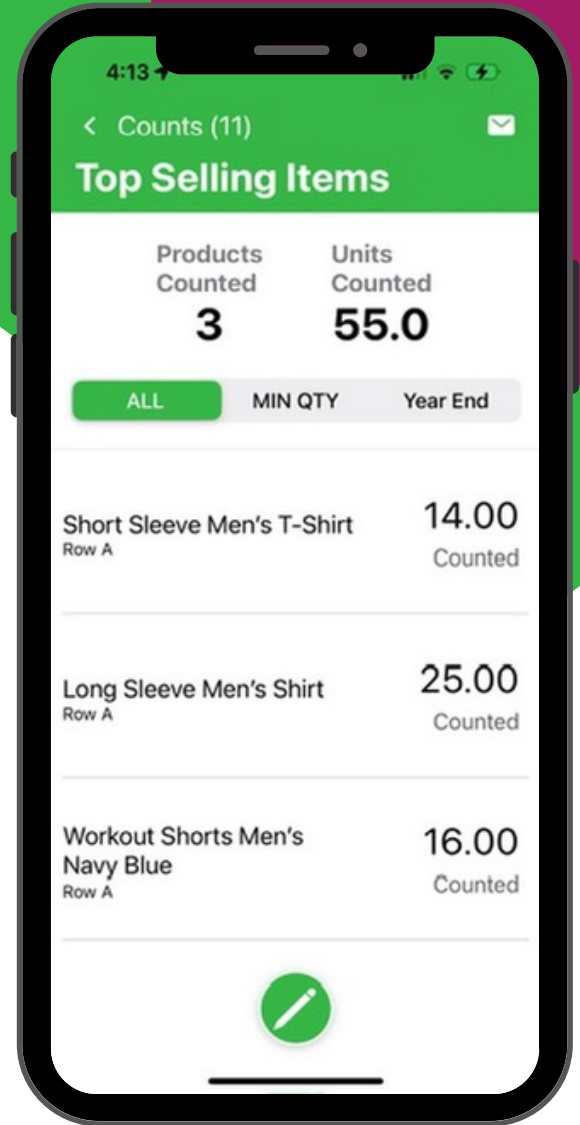 4:13
Counts (11)
Top Selling Items
Products
Counted
3
Units
Counted
55.0
ALL
MIN QTY
Year End
Short Sleeve Men's T-Shirt
Row A
14.00
Counted
Long Sleeve Men's Shirt
Row A
25.00
Counted
Workout Shorts Men's
Navy Blue
Row A
16.00
Counted